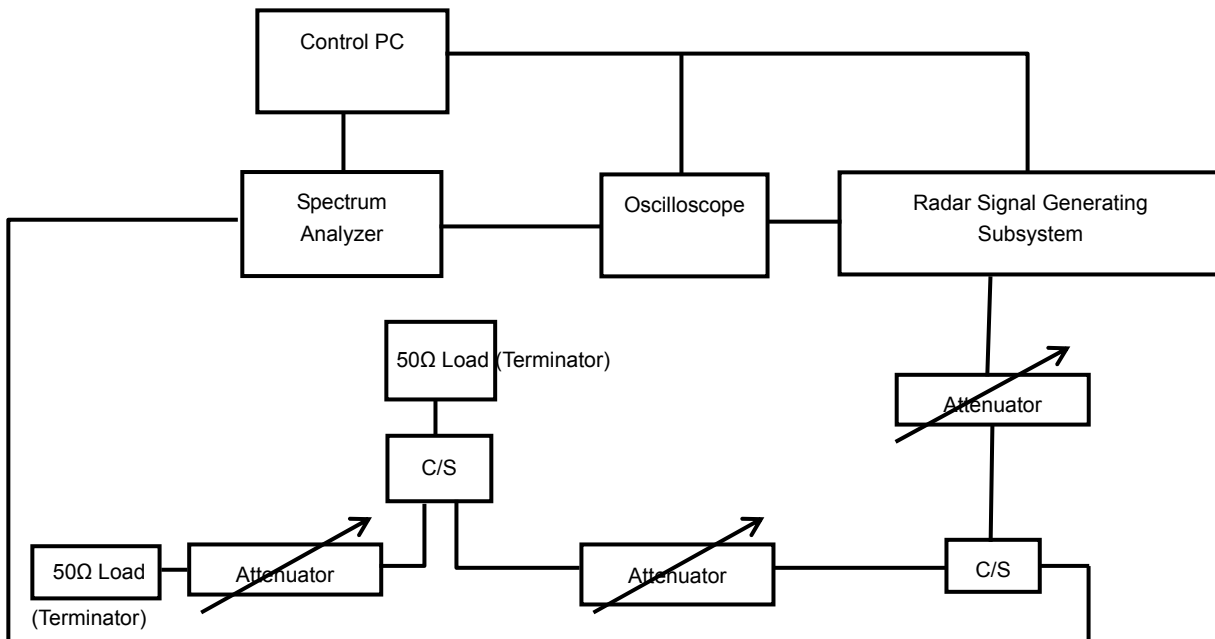 Control PC
Spectrum
Analyzer
Oscilloscope
Radar Signal Generating
Subsystem
50Ω Load (Terminator)
Attenuator
C/S
50Ω Load
(Terminator)
Attenuator
Attenuator
C/S